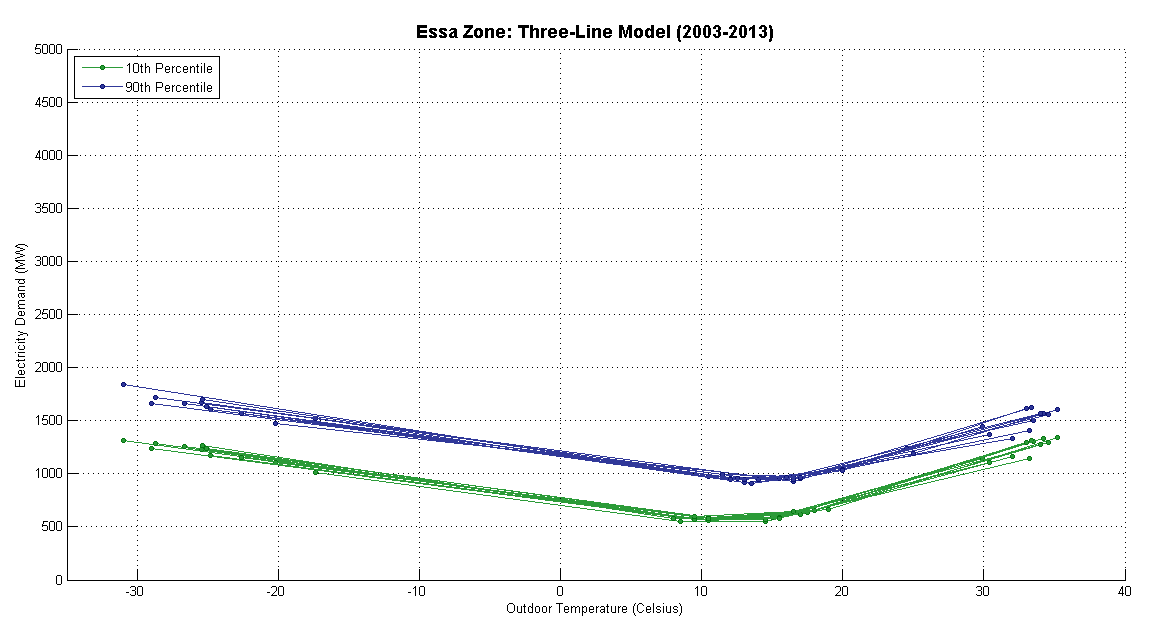 Essa Zone: Three-Line Model (2003-2013)
5000
10th Percentile
90th Percentile
4500
4000
3500
3000
2500
2000
1500
1000
500
0
Electricity Demand (MW)
-30 -20 -10 0 10 20 30 40
Outdoor Temperature (Celsius)